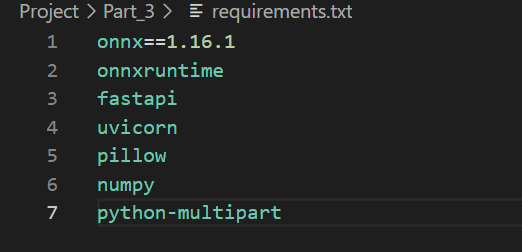 Project > Part_3 > requirements.txt
1 onnx==1.16.1
2 onnxruntime
3 fastapi
4 uvicorn
5 pillow
6 numpy
7 python-multipart